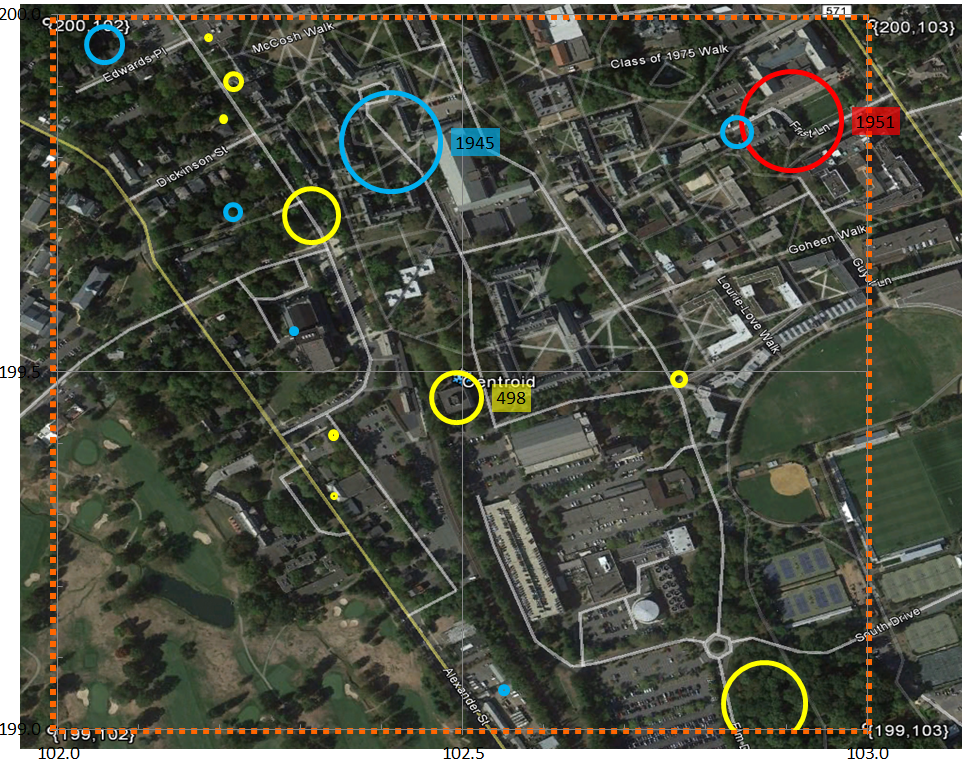 200.0
{200,102}
571
{200,103}
McCosh Walk
Edwards Pl
Class of 1975 Walk
1951
Frist Ln
1945
Dickinson St
Goheen Walk
Lourie-Love Walk
199.5
Centroid
498
South Drive
Alexander St
199.0
{199,102}
{199,103}
102.0
102.5
103.0